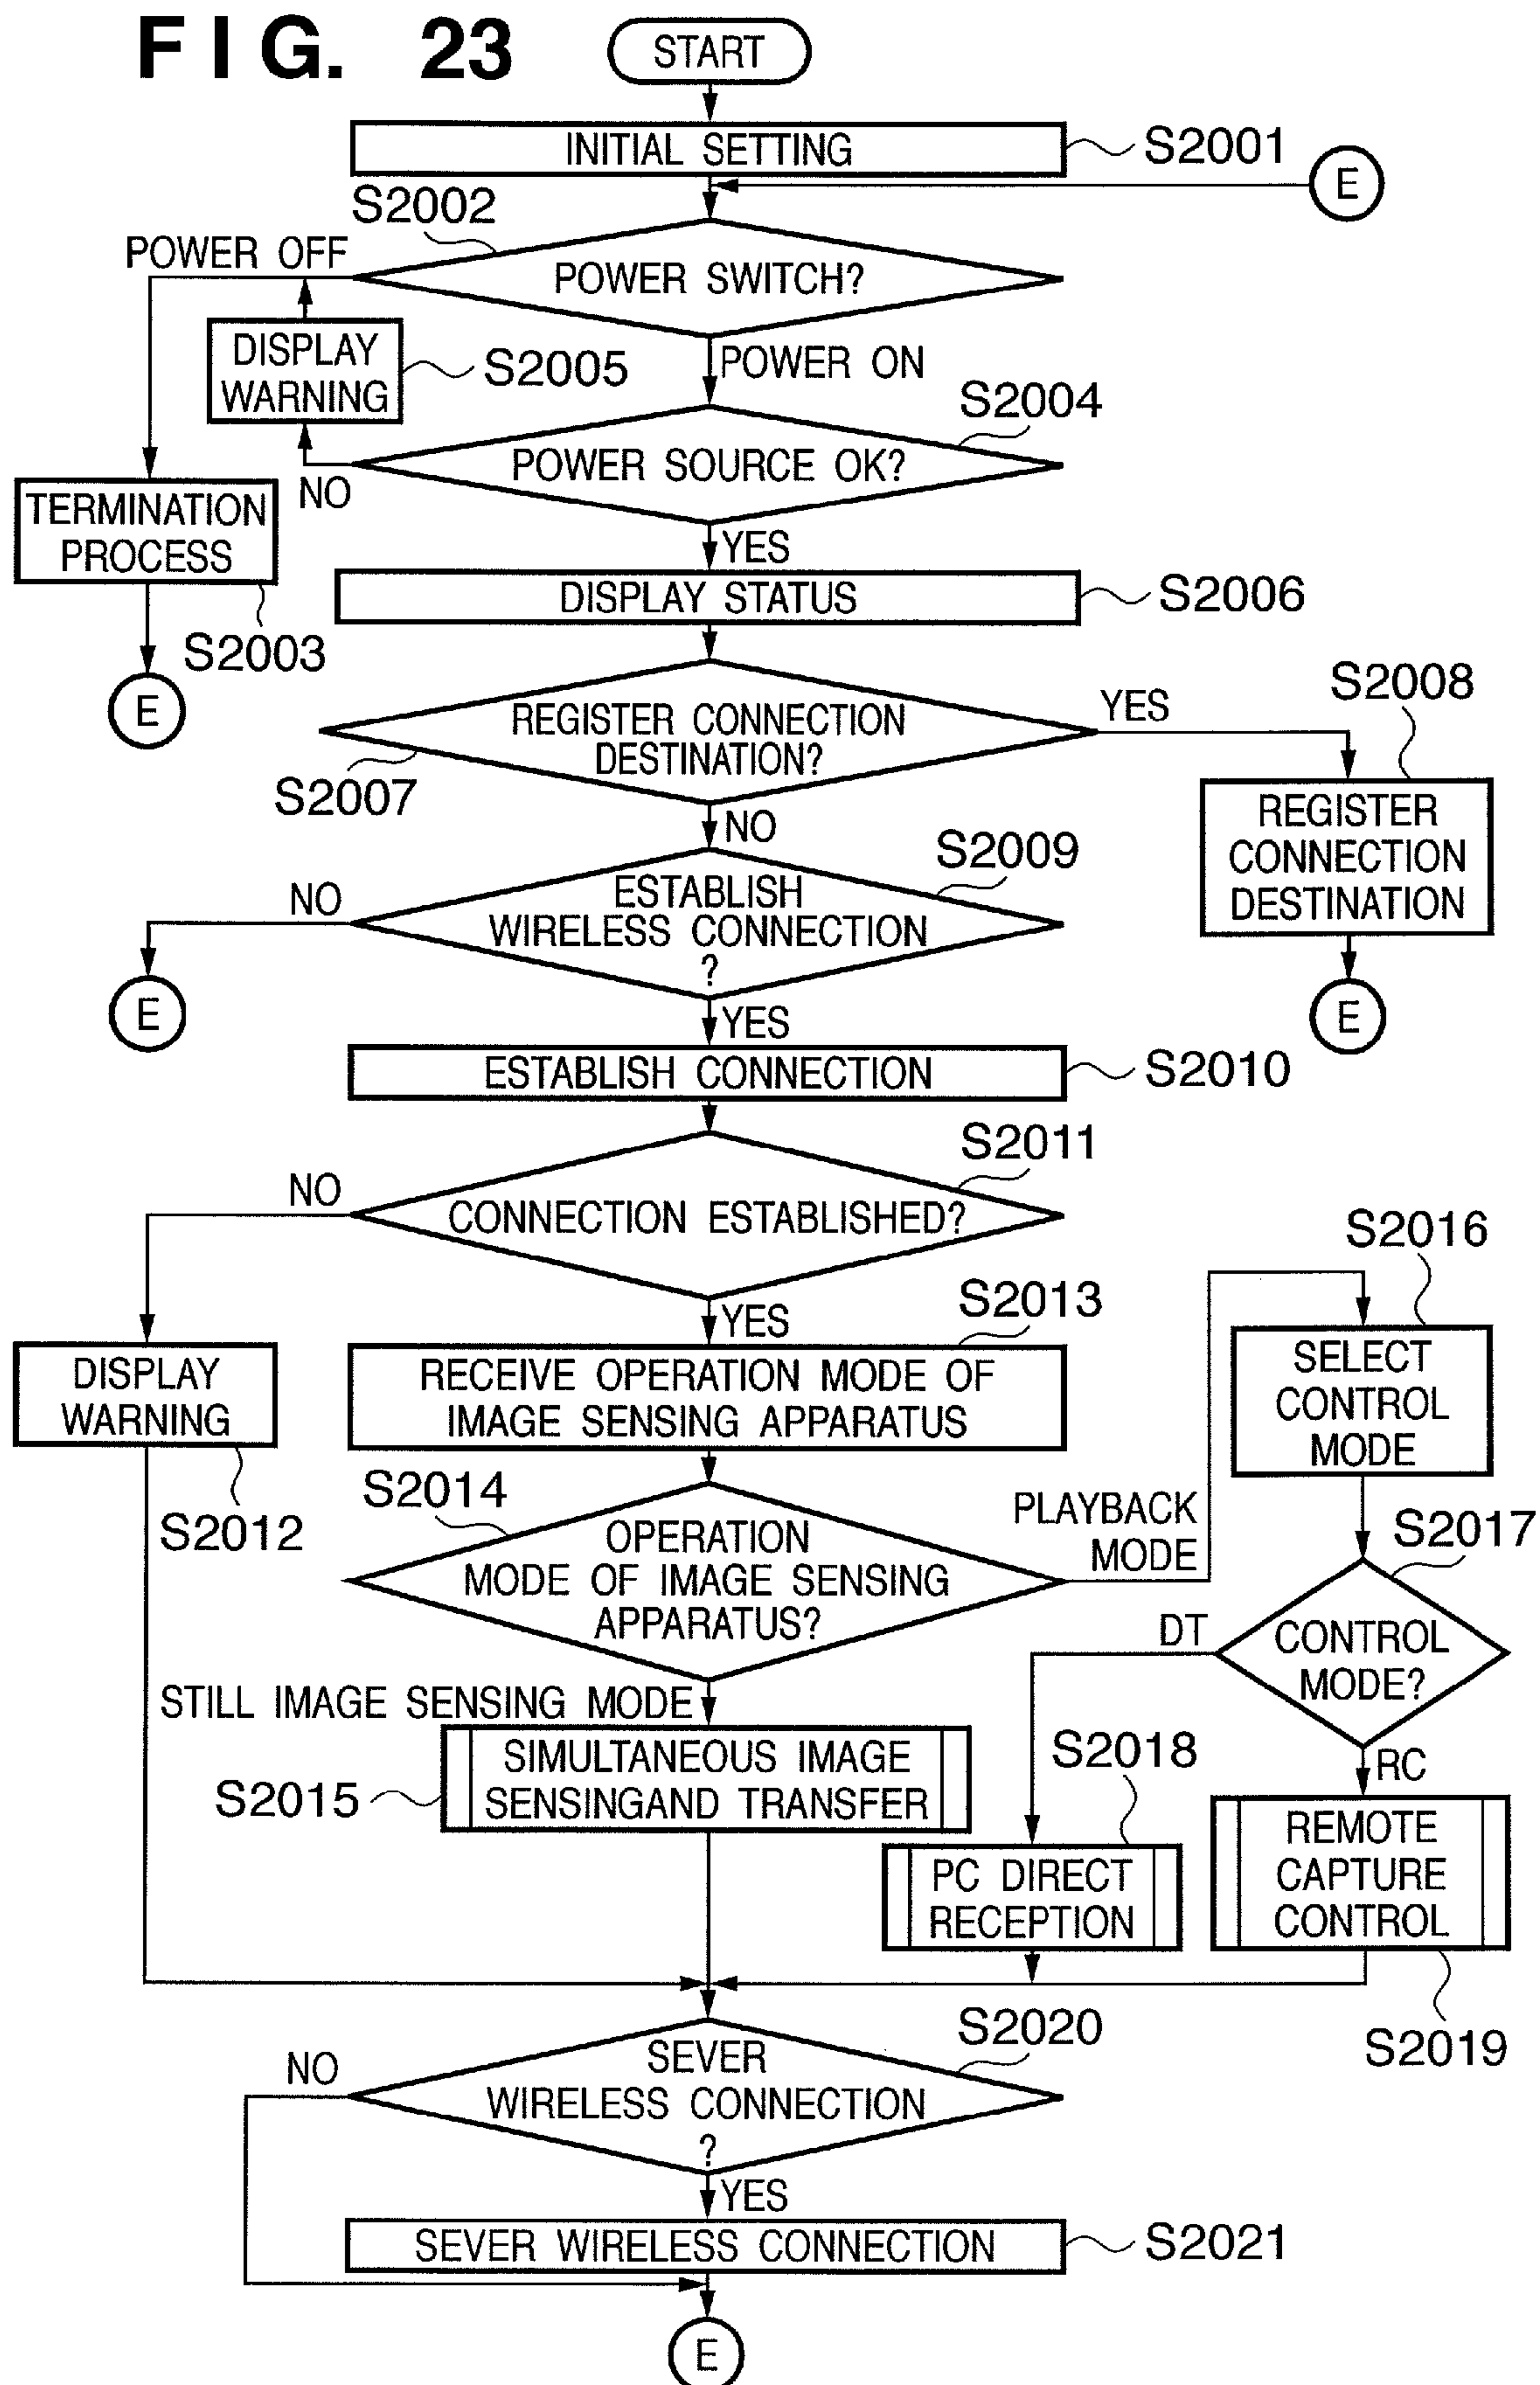 FIG. 23
START
INITIAL SETTING
S2001
E
S2002
POWER OFF
POWER SWITCH?
DISPLAY
WARNING
S2005
POWER ON
S2004
POWER SOURCE OK?
NO
TERMINATION
PROCESS
YES
DISPLAY STATUS
S2006
S2003
E
REGISTER CONNECTION
DESTINATION?
YES
S2008
S2007
REGISTER
CONNECTION
DESTINATION
NO
S2009
NO
ESTABLISH
WIRELESS CONNECTION
?
E
E
YES
ESTABLISH CONNECTION
S2010
S2011
NO
CONNECTION ESTABLISHED?
S2016
YES
S2013
DISPLAY
WARNING
RECEIVE OPERATION MODE OF
IMAGE SENSING APPARATUS
SELECT
CONTROL
MODE
S2014
S2012
PLAYBACK
MODE
S2017
OPERATION
MODE OF IMAGE SENSING
APPARATUS?
DT
CONTROL
MODE?
STILL IMAGE SENSING MODE
S2015
SIMULTANEOUS IMAGE
SENSINGAND TRANSFER
S2018
RC
PC DIRECT
RECEPTION
REMOTE
CAPTURE
CONTROL
S2020
S2019
NO
SEVER
WIRELESS CONNECTION
?
YES
SEVER WIRELESS CONNECTION
S2021
E